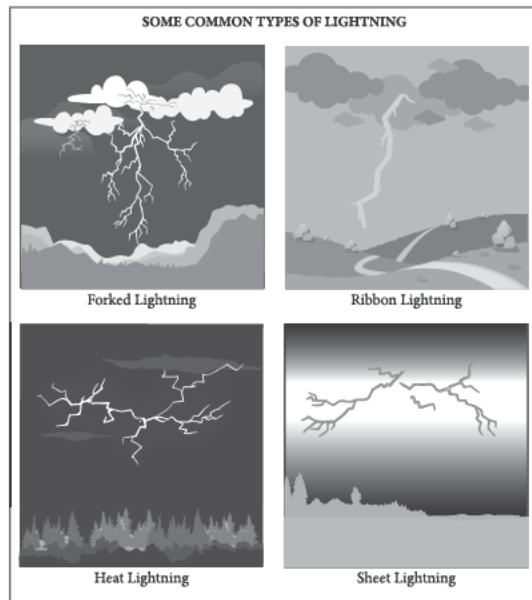 SOME COMMON TYPES OF LIGHTNING
Forked Lightning
Ribbon Lightning
Heat Lightning
Sheet Lightning